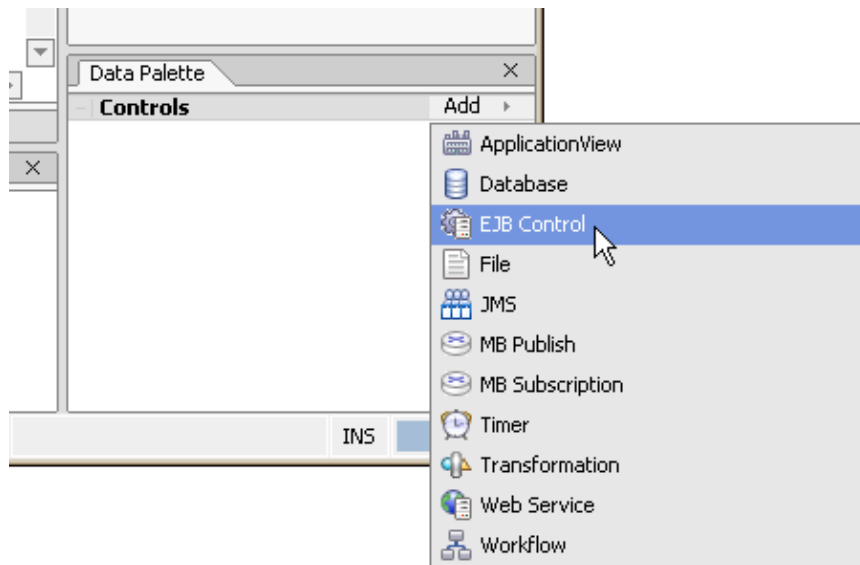 Data Palette
Controls Add
ApplicationView
Database
EJB Control
File
JMS
MB Publish
MB Subscription
INS
Timer
Transformation
Web Service
Workflow